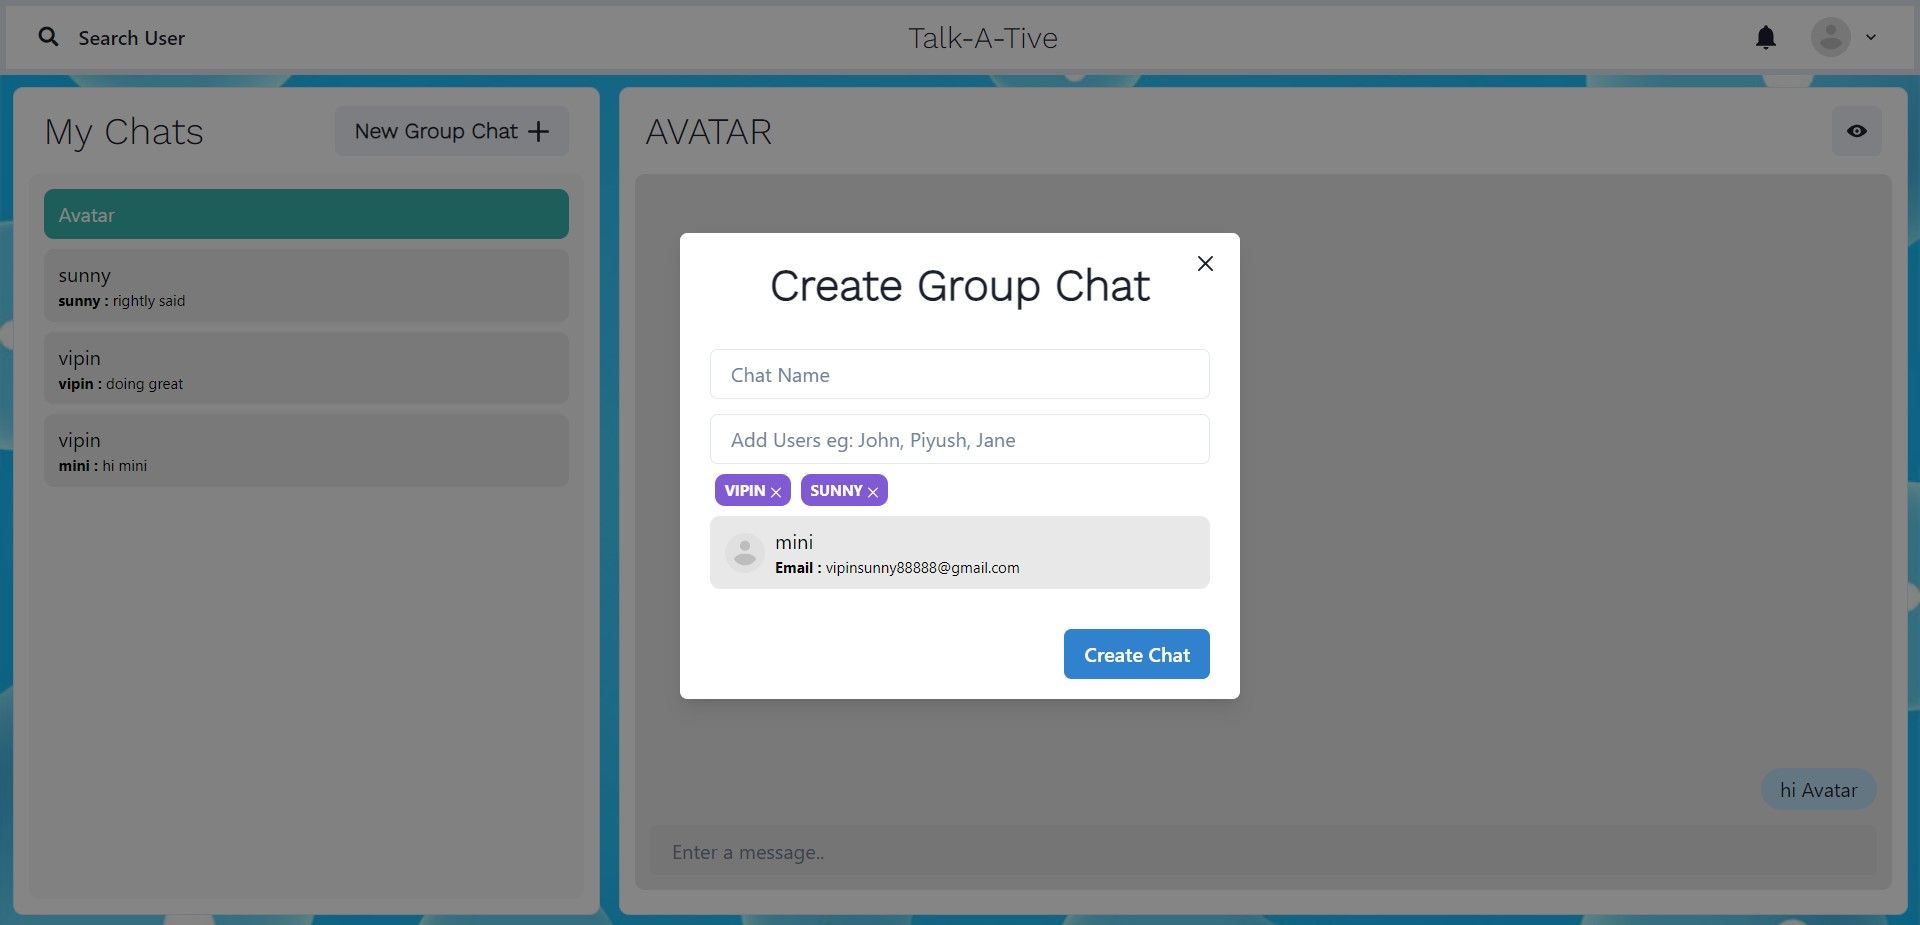 Search User
Talk-A-Tive
My Chats
New Group Chat
Avatar
sunny
sunny : rightly said
vipin
vipin : doing great
vipin
mini : hi mini
AVATAR
Create Group Chat
Chat Name
Add Users eg: John, Piyush, Jane
VIPIN
SUNNY
mini
Email : vipinsunny88888@gmail.com
Create Chat
hi Avatar
Enter a message..